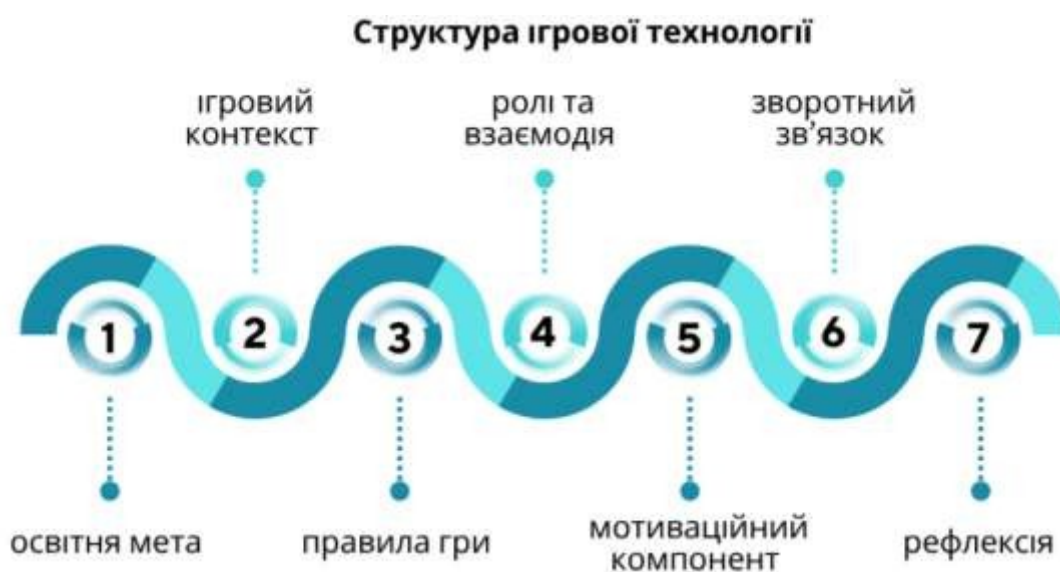 Структура ігрової технології
ігровий
контекст
ролі та
взаємодія
зворотний
зв’язок
1
2
3
4
5
6
7
освітня мета
правила гри
мотиваційний
компонент
рефлексія